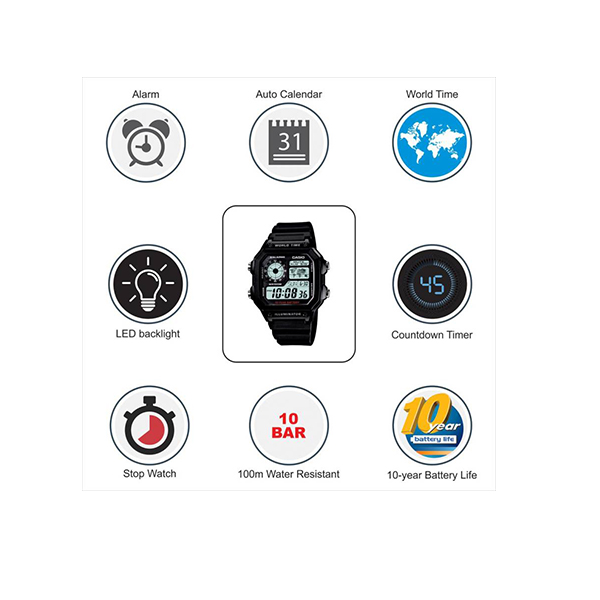 Alarm
Auto Calendar
World Time
31
WORLD TIME
CASIO
10:08 36
ILLUMINATOR
45
LED backlight
Countdown Timer
10
BAR
10
year
battery life
Stop Watch
100m Water Resistant
10-year Battery Life